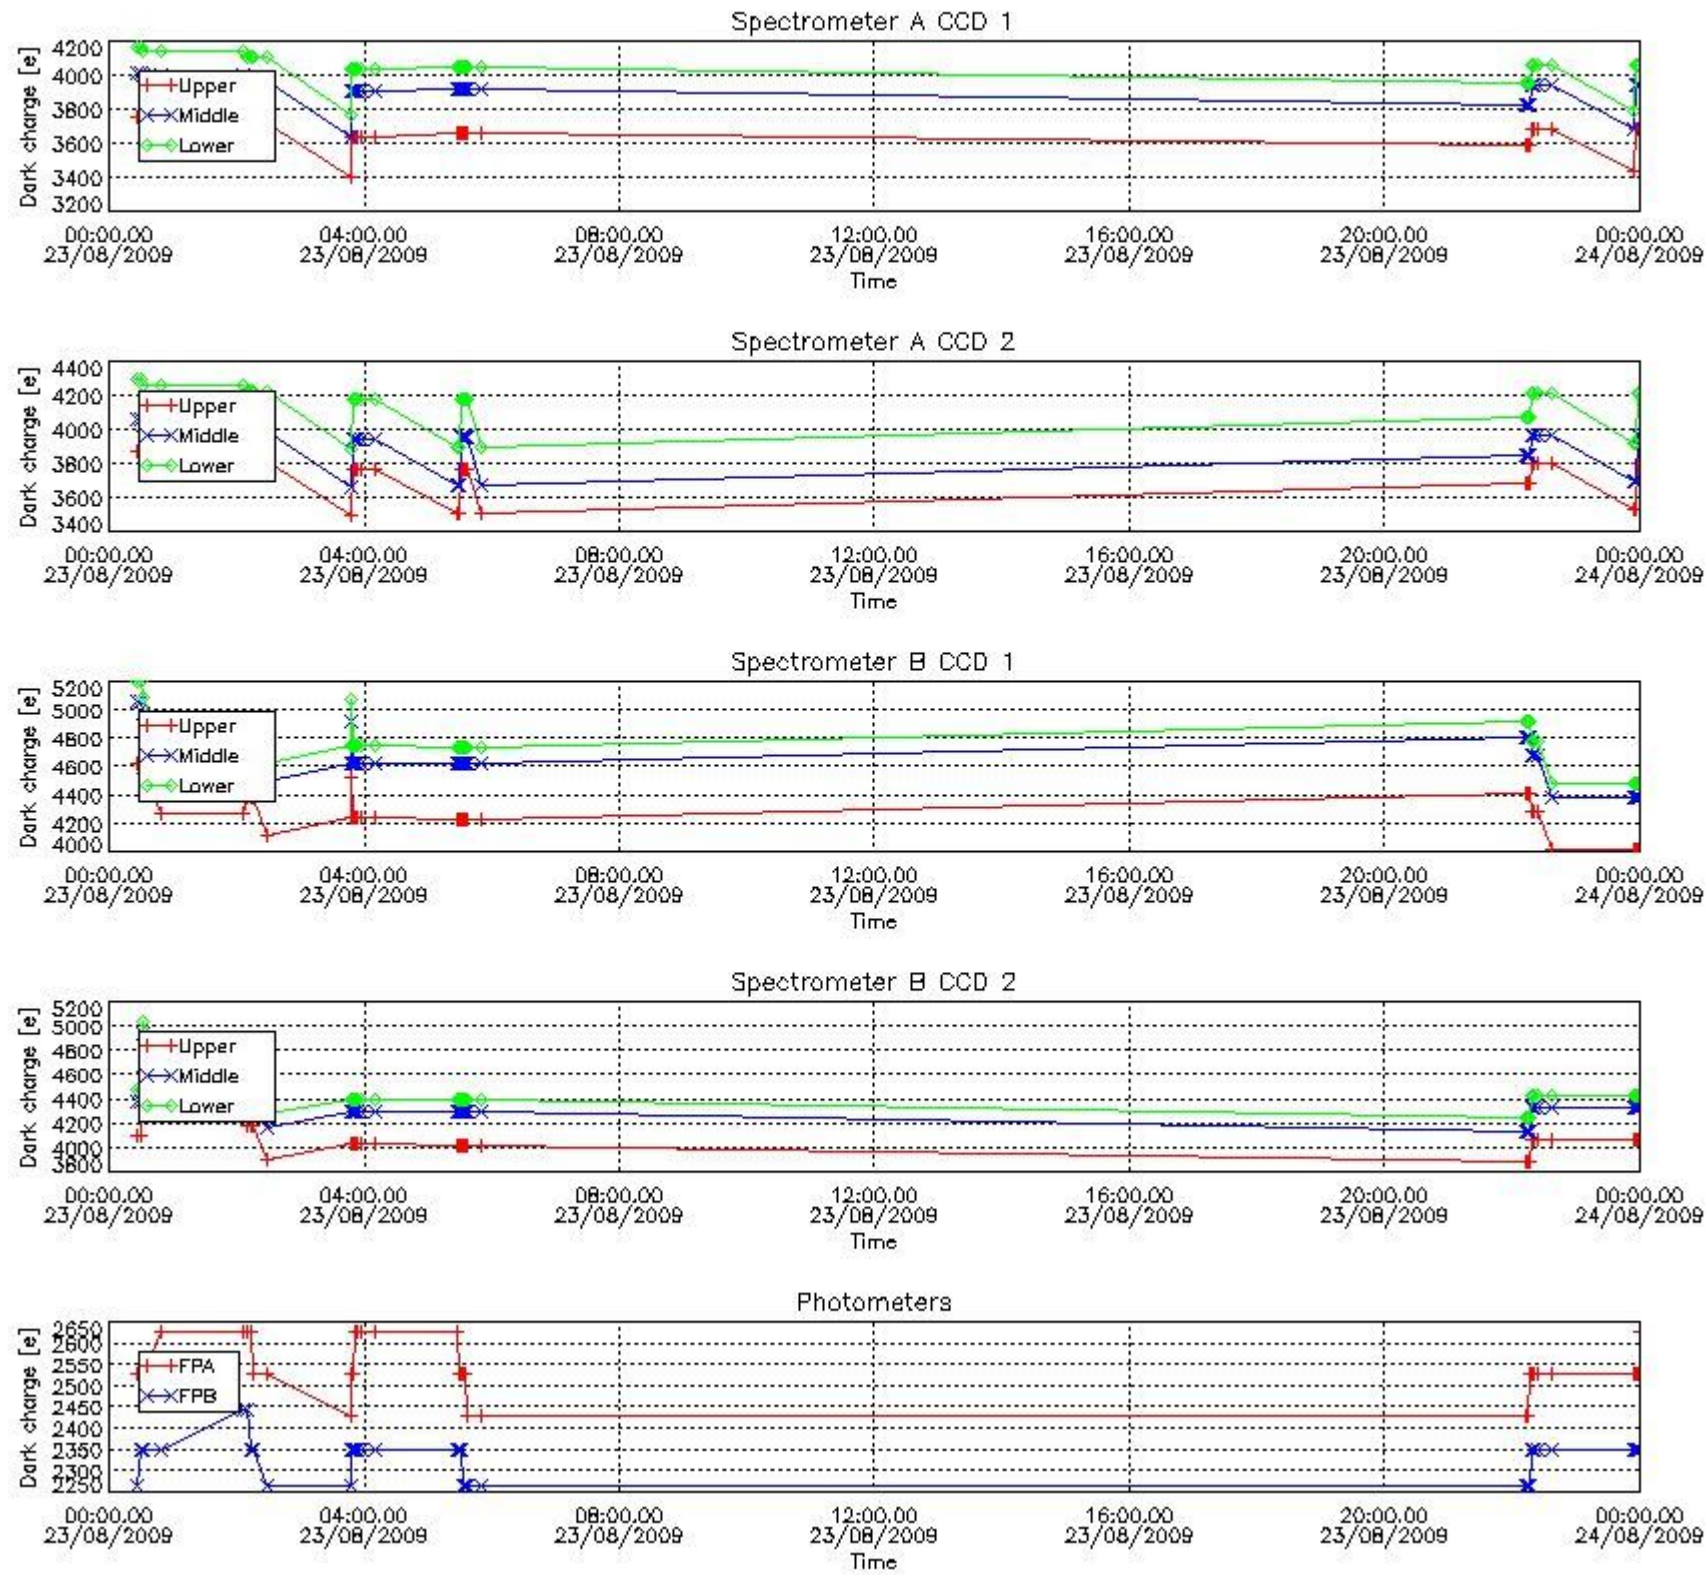 Spectrometer A CCD 1
Dark charge [e]
4200
4000
3800
3600
3400
3200
Upper
Middle
Lower
00:00.00 04:00.00 08:00.00 12:00.00 16:00.00 20:00.00 00:00.00
23/08/2009 23/08/2009 23/08/2009 23/08/2009 23/08/2009 23/08/2009 24/08/2009
Time
Spectrometer A CCD 2
Dark charge [e]
4400
4200
4000
3800
3600
3400
Upper
Middle
Lower
00:00.00 04:00.00 08:00.00 12:00.00 16:00.00 20:00.00 00:00.00
23/08/2009 23/08/2009 23/08/2009 23/08/2009 23/08/2009 23/08/2009 24/08/2009
Time
Spectrometer B CCD 1
Dark charge [e]
5200
5000
4800
4600
4400
4200
4000
Upper
Middle
Lower
00:00.00 04:00.00 08:00.00 12:00.00 16:00.00 20:00.00 00:00.00
23/08/2009 23/08/2009 23/08/2009 23/08/2009 23/08/2009 23/08/2009 24/08/2009
Time
Spectrometer B CCD 2
Dark charge [e]
5200
5000
4800
4600
4400
4200
4000
3800
Upper
Middle
Lower
00:00.00 04:00.00 08:00.00 12:00.00 16:00.00 20:00.00 00:00.00
23/08/2009 23/08/2009 23/08/2009 23/08/2009 23/08/2009 23/08/2009 24/08/2009
Time
Photometers
Dark charge [e]
2650
2600
2550
2500
2450
2400
2350
2300
2250
FPA
FPB
00:00.00 04:00.00 08:00.00 12:00.00 16:00.00 20:00.00 00:00.00
23/08/2009 23/08/2009 23/08/2009 23/08/2009 23/08/2009 23/08/2009 24/08/2009
Time